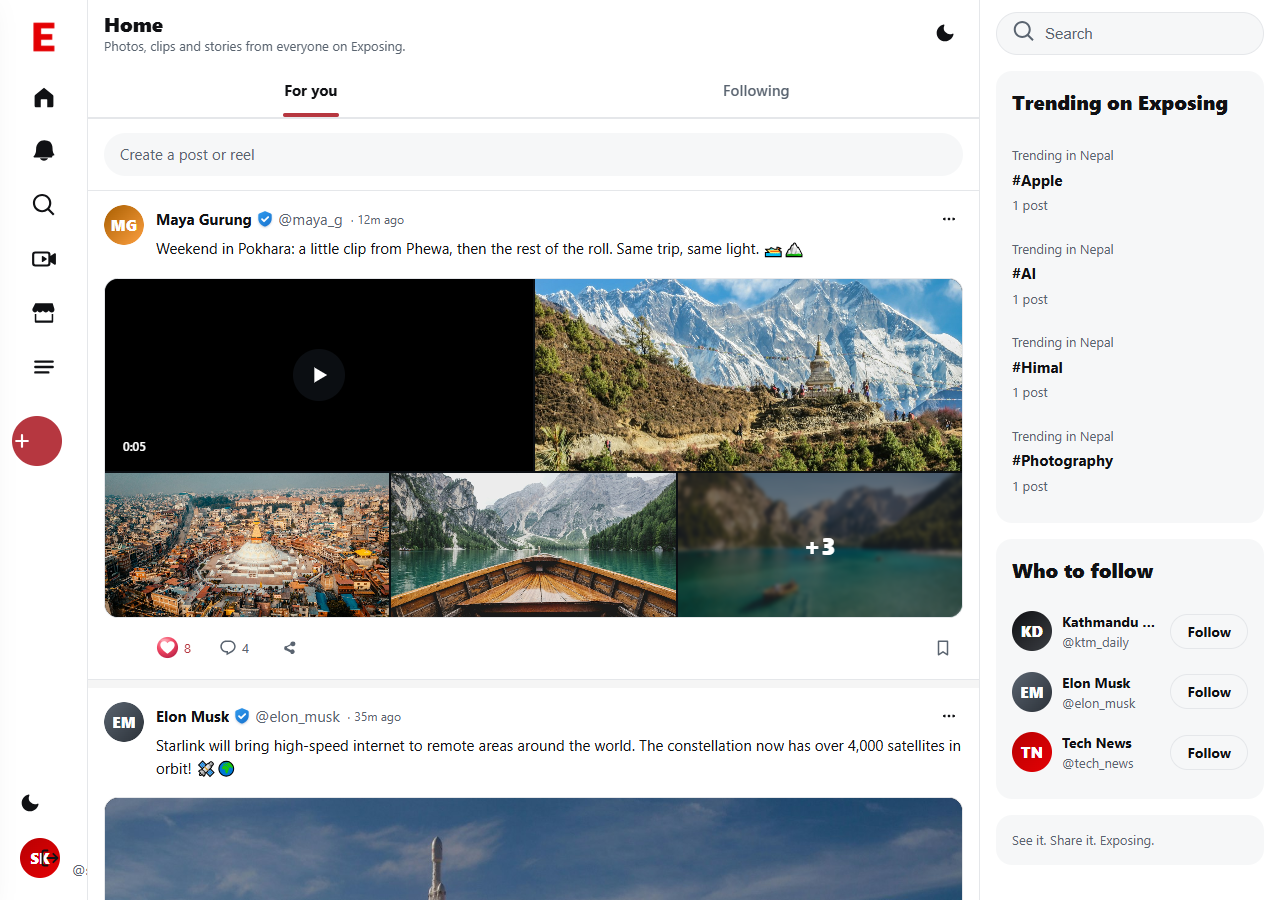 E
Home
Photos, clips and stories from everyone on Exposing.
For you
Following
Create a post or reel
MG
Maya Gurung @maya_g · 12m ago
Weekend in Pokhara: a little clip from Phewa, then the rest of the roll. Same trip, same light.
0:05
+3
8
4
EM
Elon Musk @elon_musk · 35m ago
Starlink will bring high-speed internet to remote areas around the world. The constellation now has over 4,000 satellites in
orbit!
Search
Trending on Exposing
Trending in Nepal
#Apple
1 post
Trending in Nepal
#AI
1 post
Trending in Nepal
#Himal
1 post
Trending in Nepal
#Photography
1 post
Who to follow
KD
Kathmandu ...
@ktm_daily
Follow
EM
Elon Musk
@elon_musk
Follow
TN
Tech News
@tech_news
Follow
See it. Share it. Exposing.